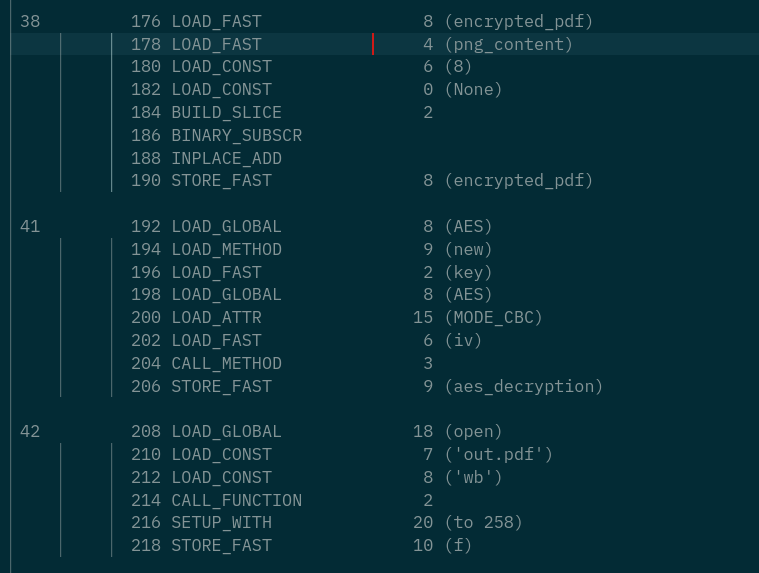 38 176 LOAD_FAST 8 (encrypted_pdf)
178 LOAD_FAST 4 (png_content)
180 LOAD_CONST 6 (8)
182 LOAD_CONST 0 (None)
184 BUILD_SLICE 2
186 BINARY_SUBSCR
188 INPLACE_ADD
190 STORE_FAST 8 (encrypted_pdf)
41 192 LOAD_GLOBAL 8 (AES)
194 LOAD_METHOD 9 (new)
196 LOAD_FAST 2 (key)
198 LOAD_GLOBAL 8 (AES)
200 LOAD_ATTR 15 (MODE_CBC)
202 LOAD_FAST 6 (iv)
204 CALL_METHOD 3
206 STORE_FAST 9 (aes_decryption)
42 208 LOAD_GLOBAL 18 (open)
210 LOAD_CONST 7 ('out.pdf')
212 LOAD_CONST 8 ('wb')
214 CALL_FUNCTION 2
216 SETUP_WITH 20 (to 258)
218 STORE_FAST 10 (f)